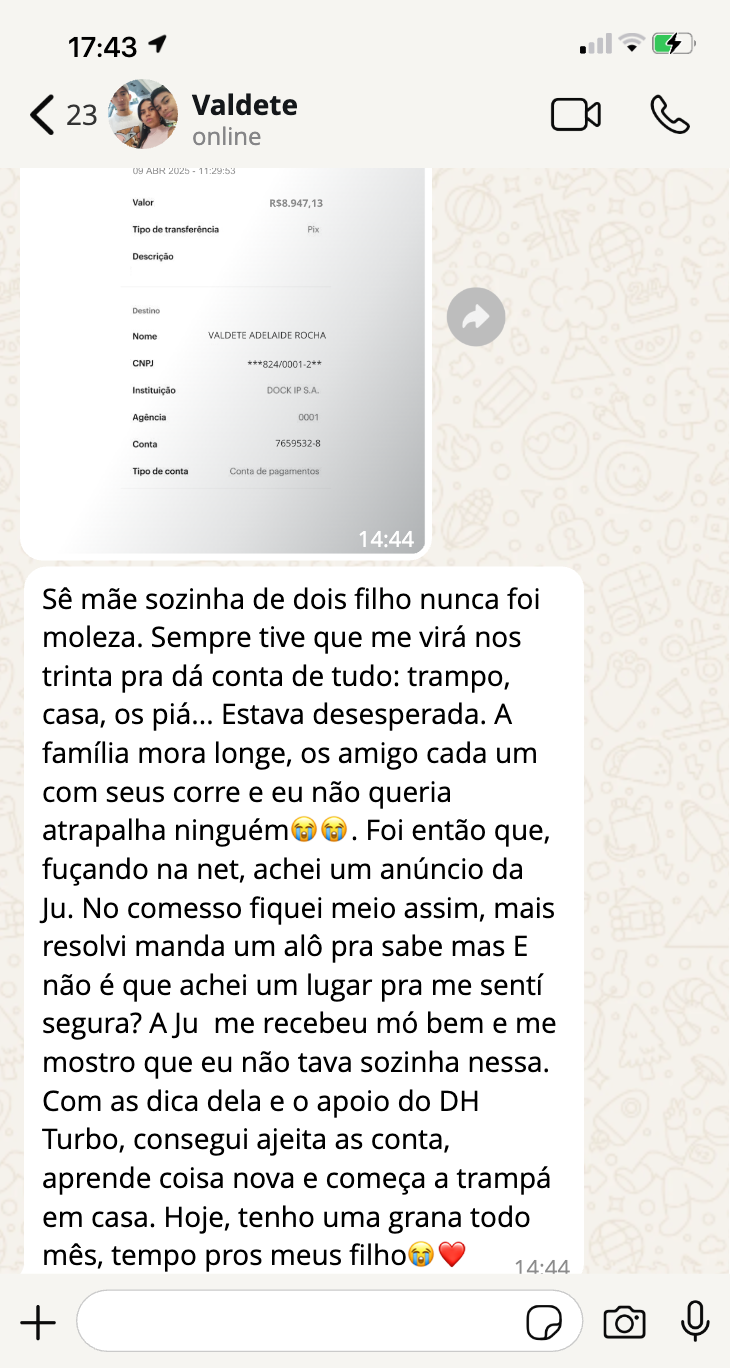 17:43
23
Valdete
online
09 ABR 2025 - 11:29:53
Valor R$8.947,13
Tipo de transferência Pix
Descrição
Destino
Nome VALDETE ADELAIDE ROCHA
CNPJ ***824/0001-2**
Instituição DOCK IP S.A.
Agência 0001
Conta 7659532-8
Tipo de conta Conta de pagamentos
14:44
Sê mãe sozinha de dois filho nunca foi
moleza. Sempre tive que me virá nos
trinta pra dá conta de tudo: trampo,
casa, os piá... Estava desesperada. A
família mora longe, os amigo cada um
com seus corre e eu não queria
atrapalha ninguém😭😭. Foi então que,
fuçando na net, achei um anúncio da
Ju. No comesso fiquei meio assim, mais
resolvi manda um alô pra sabe mas E
não é que achei um lugar pra me sentí
segura? A Ju  me recebeu mó bem e me
mostro que eu não tava sozinha nessa.
Com as dica dela e o apoio do DH
Turbo, consegui ajeita as conta,
aprende coisa nova e começa a trampá
em casa. Hoje, tenho uma grana todo
mês, tempo pros meus filho😭❤️
14:44